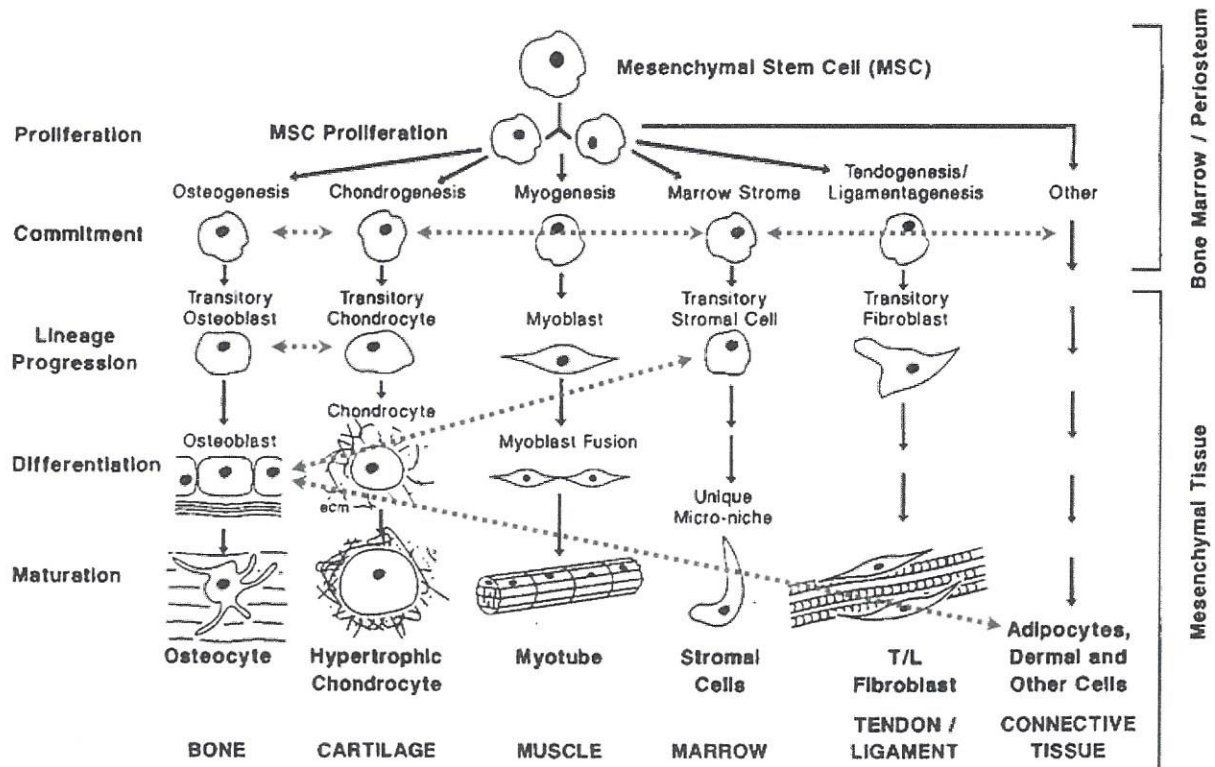 Mesenchymal Stem Cell (MSC)
Proliferation
MSC Proliferation
Osteogenesis
Chondrogenesis
Myogenesis
Marrow Stroma
Tendogenesis/
Ligamentagenesis
Other
Commitment
Transitory
Osteoblast
Transitory
Chondrocyte
Myoblast
Transitory
Stromal Cell
Transitory
Fibroblast
Lineage
Progression
Chondrocyte
Osteoblast
Myoblast Fusion
Differentiation
ecm
Unique
Micro-niche
Maturation
Osteocyte
Hypertrophic
Chondrocyte
Myotube
Stromal
Cells
T/L
Fibroblast
Adipocytes,
Dermal and
Other Cells
BONE
CARTILAGE
MUSCLE
MARROW
TENDON /
LIGAMENT
CONNECTIVE
TISSUE
Bone Marrow / Periosteum
Mesenchymal Tissue